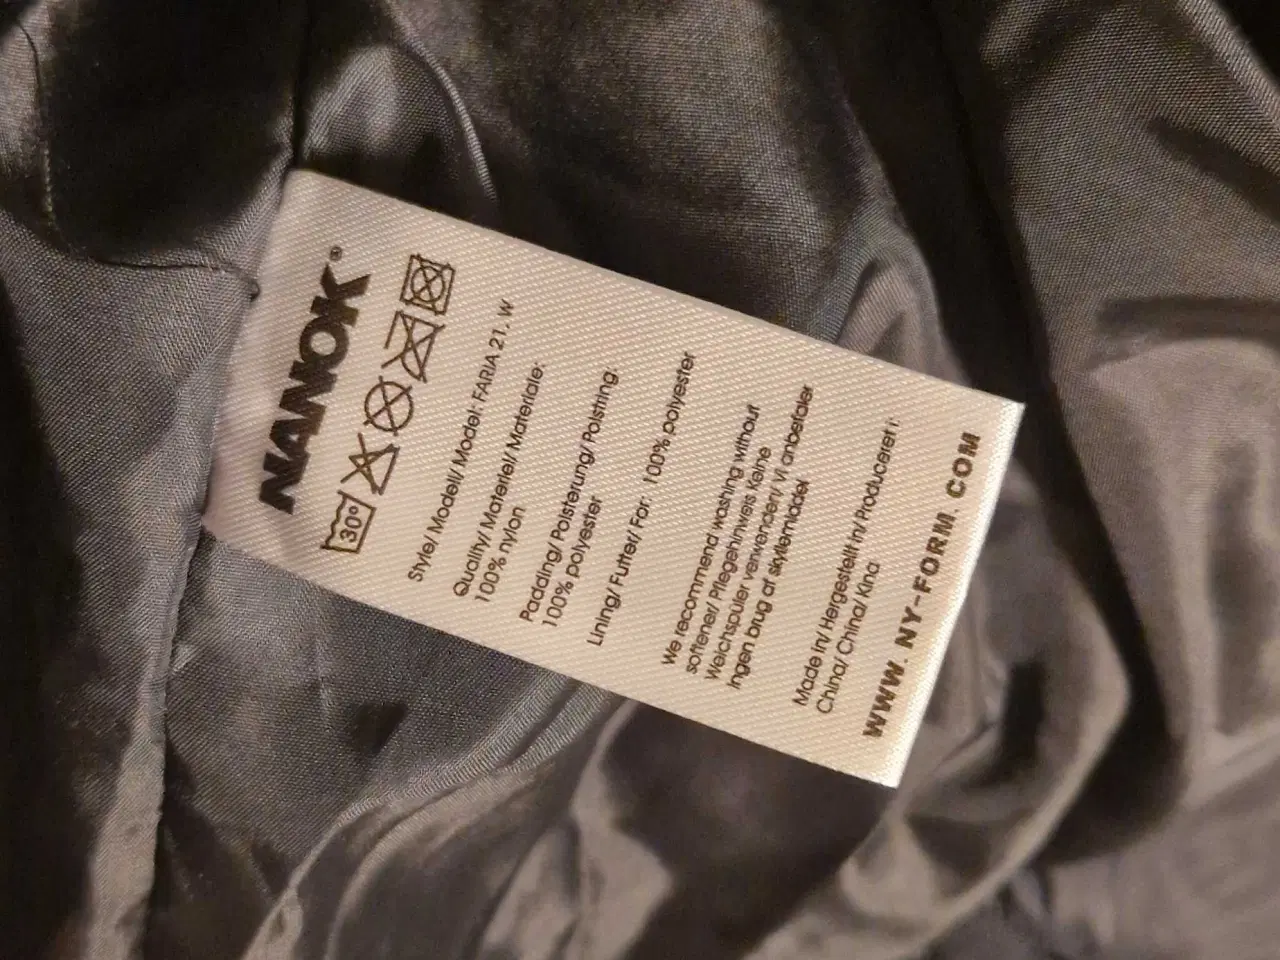 NANOK®
30°
Style/ Modell/ Model: FARIA 21. W
Quality/ Materiel/ Materiale:
100% nylon
Padding/ Polsterung/ Polstring:
100% polyester
Lining/ Futter/ For: 100% polyester
We recommend washing without
softener/ Pflegehinweis Keine
Weichspüler verwenden/ Vi anbefaler
ingen brug af skyllemiddel
Made in/ Hergestellt in/ Produceret i:
China/ China/ Kina
WWW.NY-FORM.COM